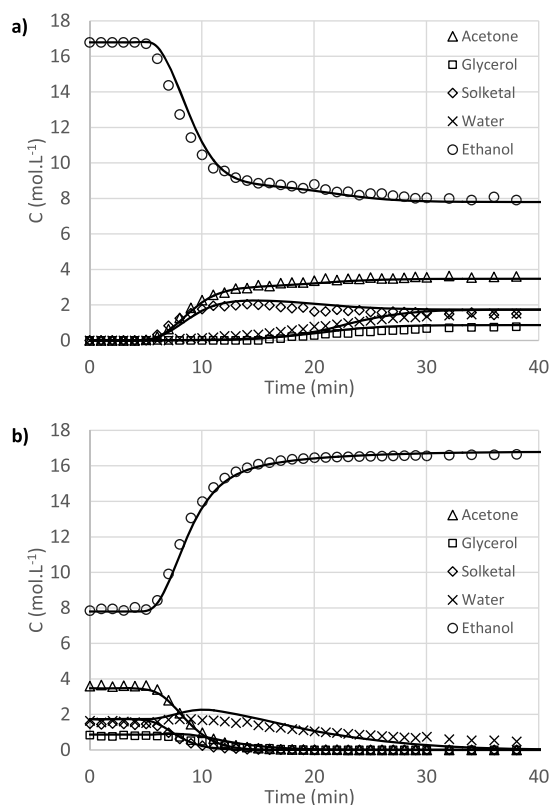 a)
18
16
14
12
10
8
6
4
2
0
C (mol.L⁻¹)
Acetone
Glycerol
Solketal
Water
Ethanol
0 10 20 30 40
Time (min)
b)
18
16
14
12
10
8
6
4
2
0
C (mol.L⁻¹)
Acetone
Glycerol
Solketal
Water
Ethanol
0 10 20 30 40
Time (min)